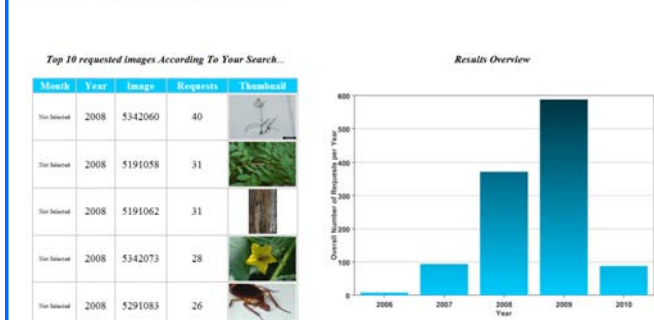 Top 10 requested images According To Your Search...
Month Year Image Requests Thumbnail
Not Selected 2008 5342060 40
Not Selected 2008 5191058 31
Not Selected 2008 5191062 31
Not Selected 2008 5342073 28
Not Selected 2008 5291083 26
Results Overview
Overall Number of Requests per Year
600
500
400
300
200
100
0
2006 2007 2008 2009 2010
Year